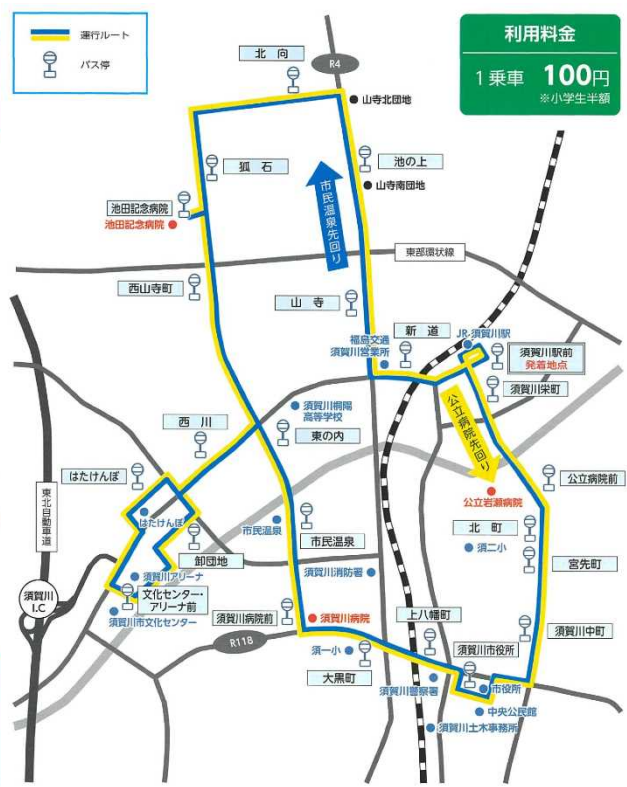 運行ルート
バス停
利用料金
1乗車 100円
※小学生半額
北向
R4
山寺北団地
狐石
池の上
山寺南団地
市民温泉先回り
池田記念病院
池田記念病院
東部環状線
西山寺町
山寺
新道
JR・須賀川駅
福島交通
須賀川営業所
須賀川駅前
発着地点
須賀川栄町
公立病院先回り
須賀川桐陽
高等学校
西川
東の内
はたけんぼ
公立病院前
公立岩瀬病院
東北自動車道
はたけんぼ
市民温泉
市民温泉
北町
須二小
宮先町
卸団地
須賀川アリーナ
須賀川消防署
須賀川
I.C
文化センター・
アリーナ前
須賀川市文化センター
須賀川病院前
須賀川病院
上八幡町
須賀川中町
R118
須一小
大黒町
須賀川市役所
須賀川警察署
市役所
中央公民館
須賀川土木事務所